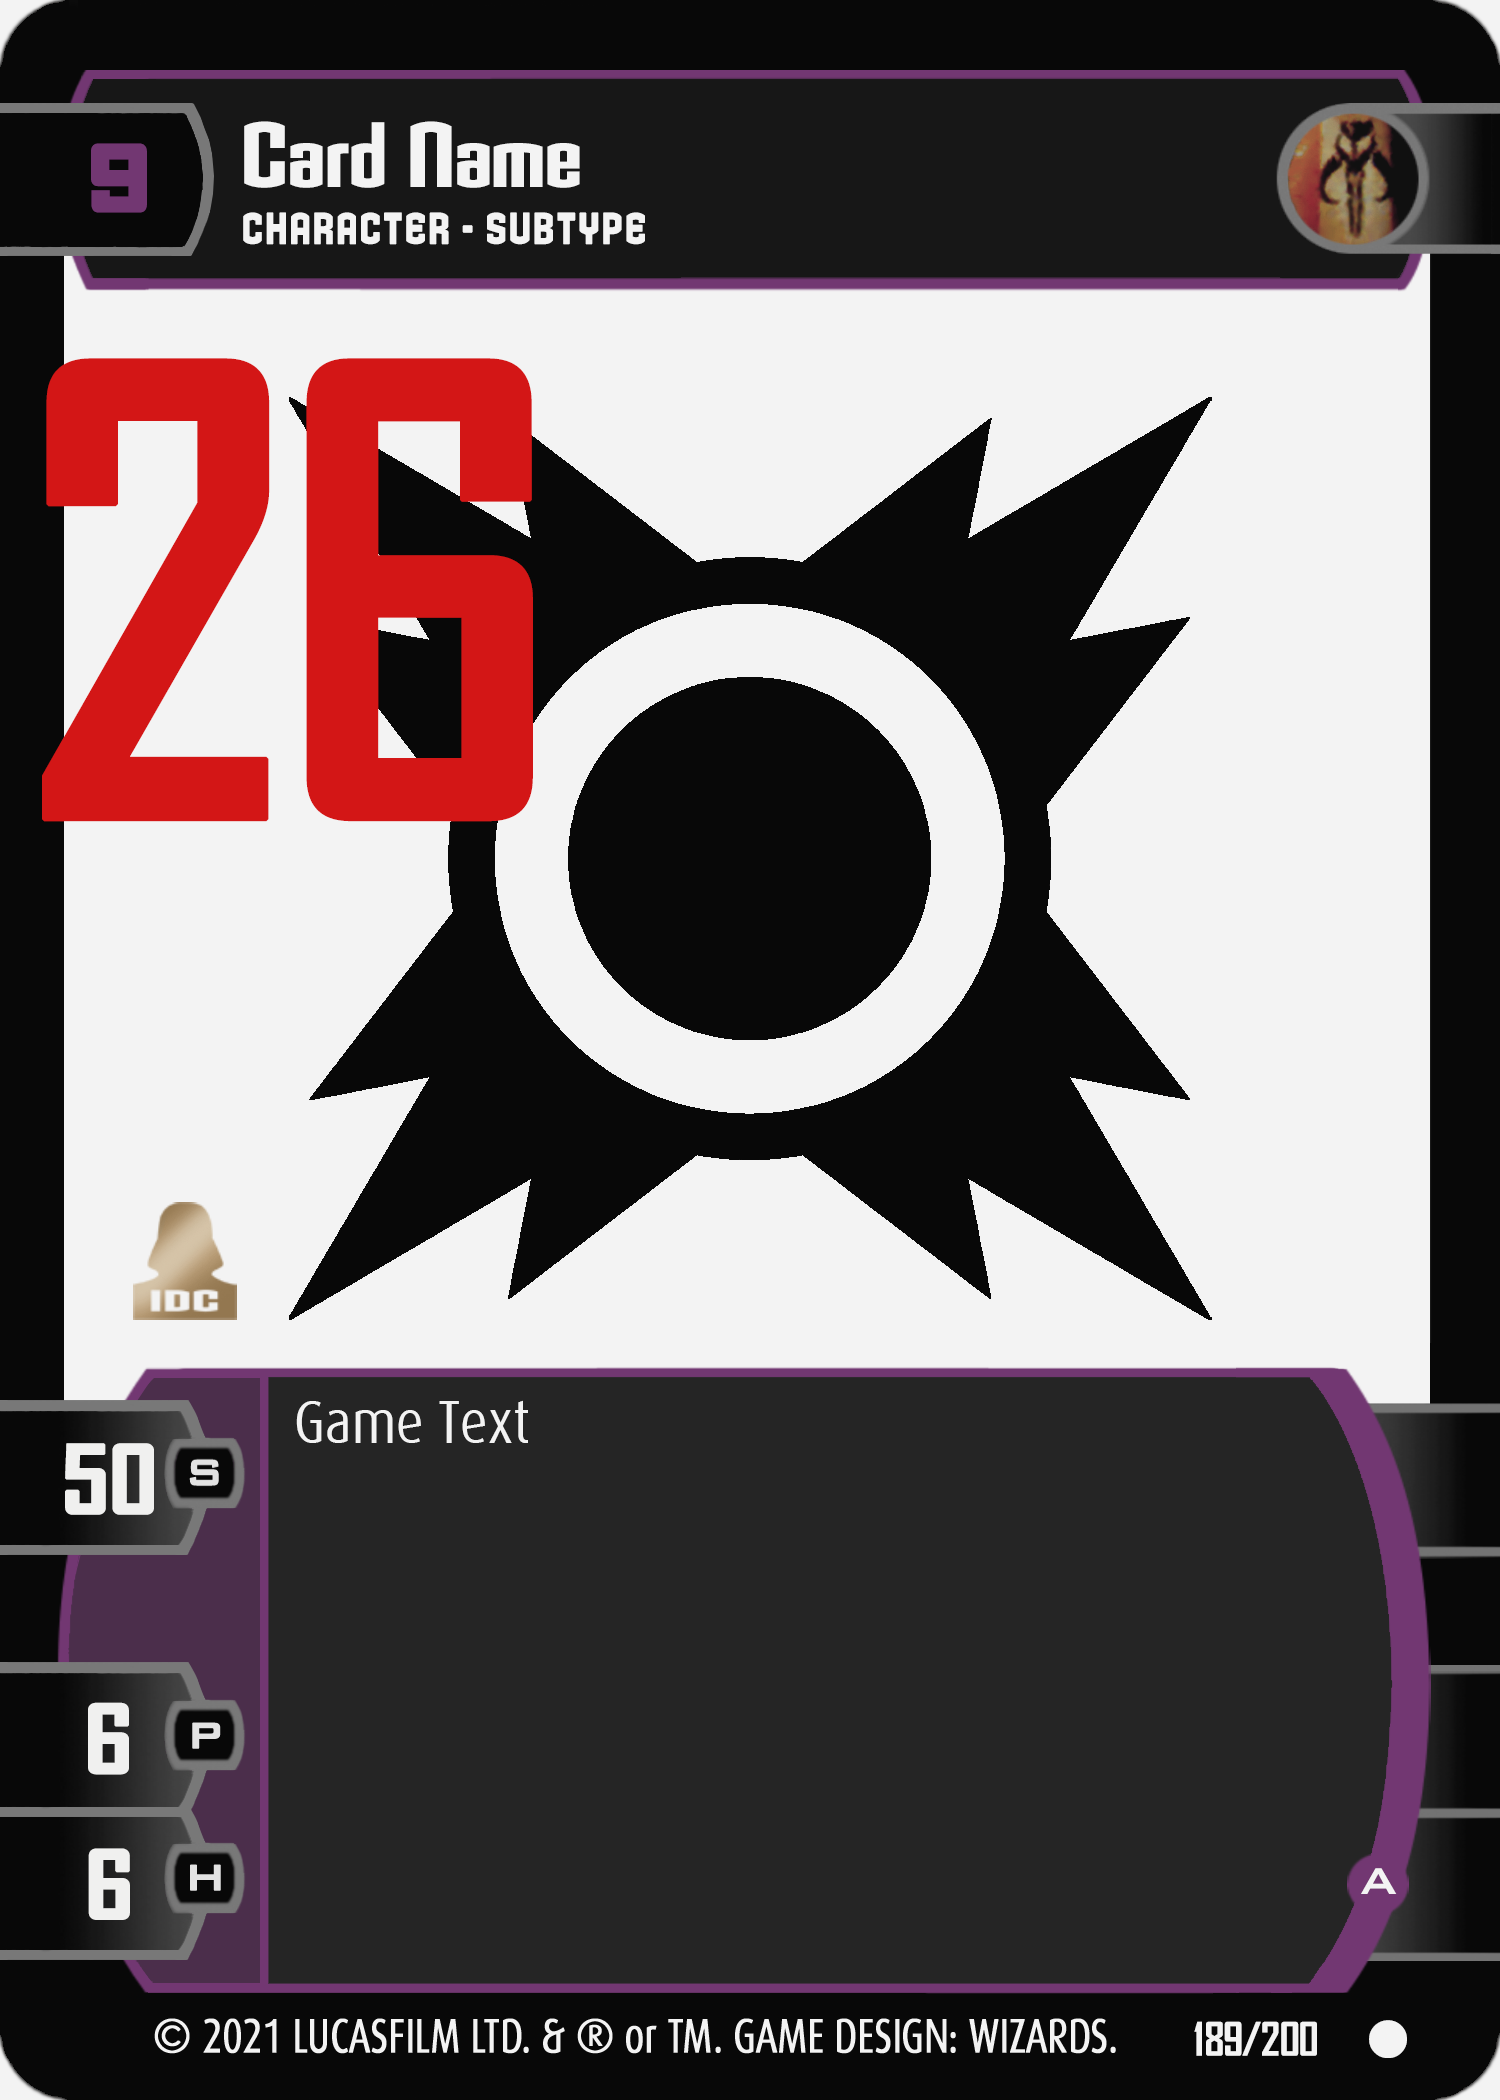 9
Card Name
CHARACTER - SUBTYPE
26
IDC
50 S
Game Text
6 P
6 H
A
© 2021 LUCASFILM LTD. & ® or TM. GAME DESIGN: WIZARDS.
189/200